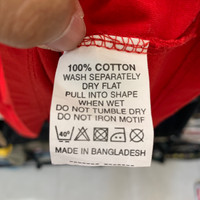 100% COTTON
WASH SEPARATELY
DRY FLAT
PULL INTO SHAPE
WHEN WET
DO NOT TUMBLE DRY
DO NOT IRON MOTIF
40°
MADE IN BANGLADESH